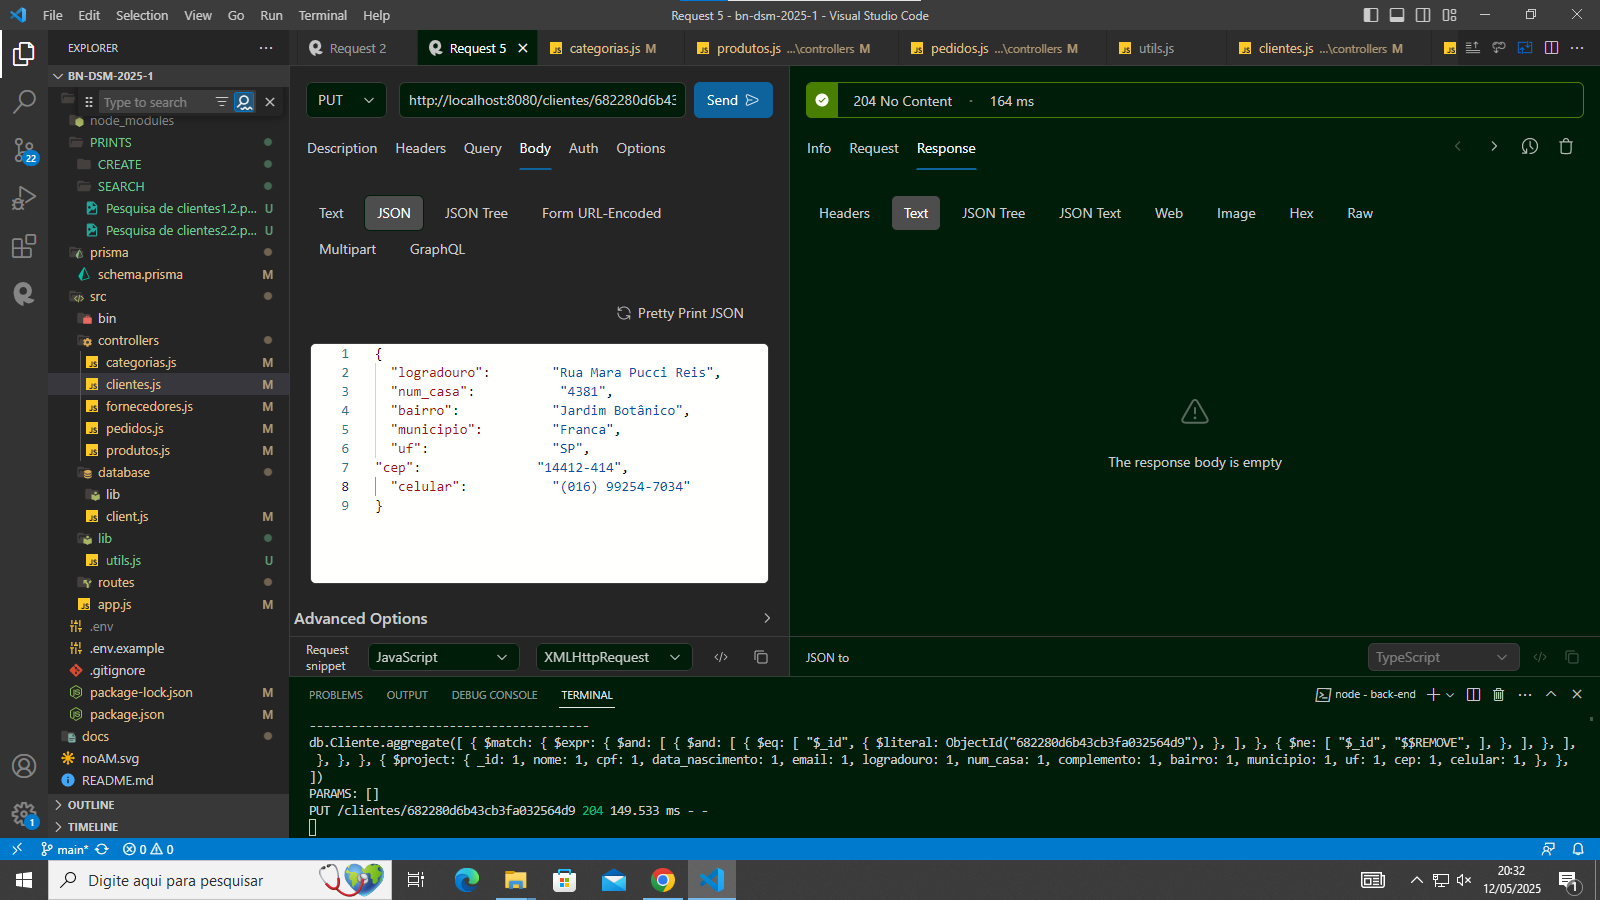 File Edit Selection View Go Run Terminal Help
Request 5 - bn-dsm-2025-1 - Visual Studio Code
EXPLORER
Request 2
Request 5
categorias.js M
produtos.js ...\controllers M
pedidos.js ...\controllers M
utils.js
clientes.js ...\controllers M
BN-DSM-2025-1
Type to search
node_modules
PRINTS
CREATE
SEARCH
Pesquisa de clientes1.2.p... U
Pesquisa de clientes2.2.p... U
prisma
schema.prisma M
src
bin
controllers
categorias.js M
clientes.js M
fornecedores.js M
pedidos.js M
produtos.js M
database
lib
client.js M
lib
utils.js U
routes
app.js M
.env
.env.example
.gitignore
package-lock.json M
package.json M
docs
noAM.svg
README.md
OUTLINE
TIMELINE
22
1
PUT
http://localhost:8080/clientes/682280d6b43
Send
Description Headers Query Body Auth Options
Text JSON JSON Tree Form URL-Encoded
Multipart GraphQL
Pretty Print JSON
1 {
2 "logradouro": "Rua Mara Pucci Reis",
3 "num_casa": "4381",
4 "bairro": "Jardim Botânico",
5 "municipio": "Franca",
6 "uf": "SP",
7 "cep": "14412-414",
8 "celular": "(016) 99254-7034"
9 }
Advanced Options
Request snippet
JavaScript
XMLHttpRequest
204 No Content · 164 ms
Info Request Response
Headers Text JSON Tree JSON Text Web Image Hex Raw
The response body is empty
JSON to
TypeScript
PROBLEMS OUTPUT DEBUG CONSOLE TERMINAL
node - back-end
----------------------------------------
db.Cliente.aggregate([ { $match: { $expr: { $and: [ { $and: [ { $eq: [ "$_id", { $literal: ObjectId("682280d6b43cb3fa032564d9"), }, ], }, { $ne: [ "$_id", "$$REMOVE", ], }, ], }, ],
}, }, }, { $project: { _id: 1, nome: 1, cpf: 1, data_nascimento: 1, email: 1, logradouro: 1, num_casa: 1, complemento: 1, bairro: 1, municipio: 1, uf: 1, cep: 1, celular: 1, }, },
])
PARAMS: []
PUT /clientes/682280d6b43cb3fa032564d9 204 149.533 ms - -
main*
0 0
Digite aqui para pesquisar
20:32
12/05/2025
1